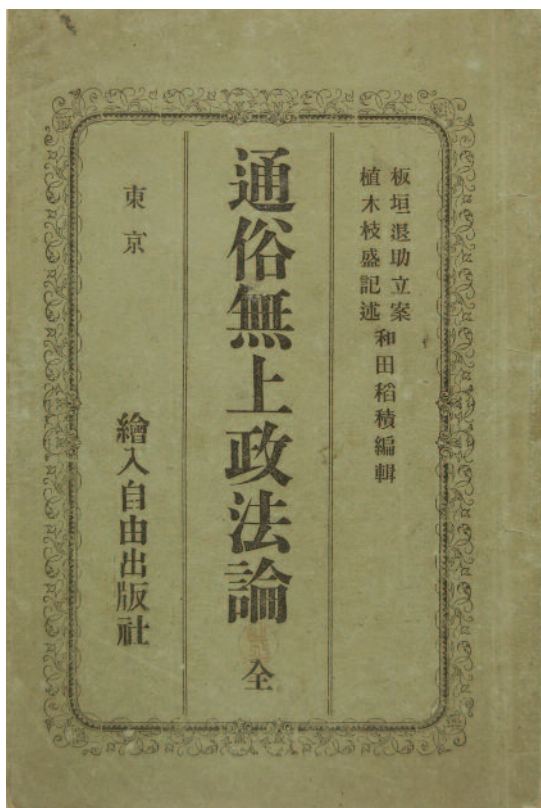 板垣退助立案
植木枝盛記述
和田稻積編輯
通俗無上政法論 全
東京
繪入自由出版社